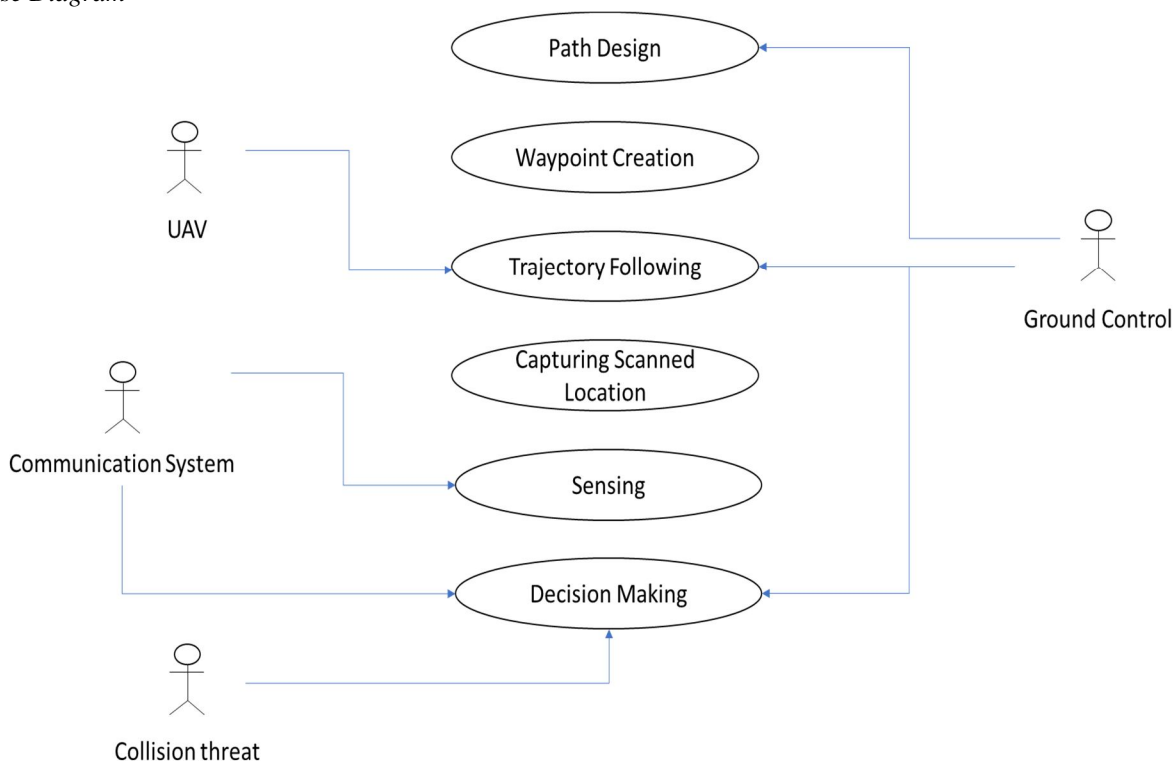 Diagram
Path Design
Waypoint Creation
UAV
Trajectory Following
Ground Control
Capturing Scanned
Location
Communication System
Sensing
Decision Making
Collision threat